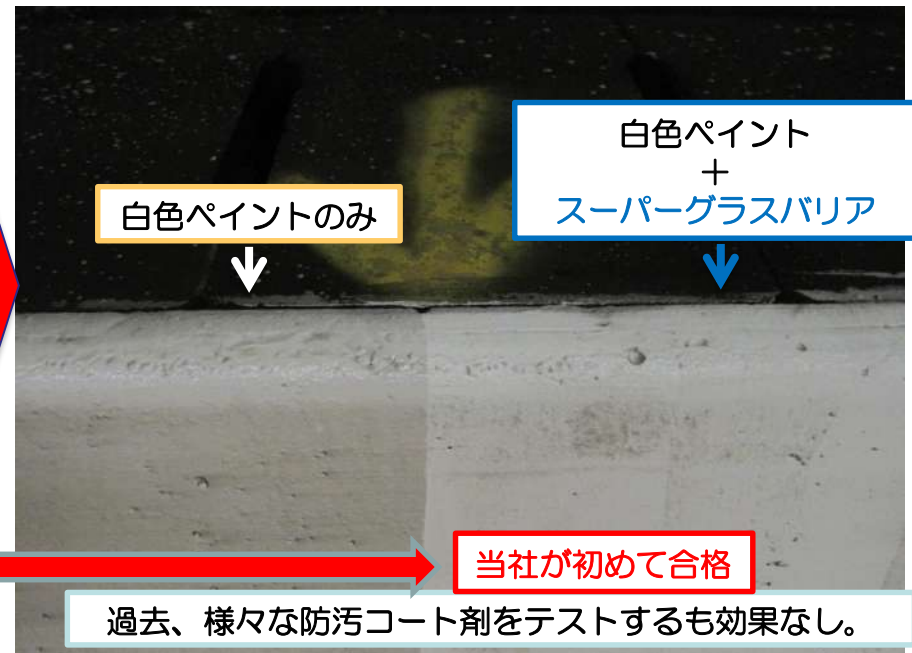 白色ペイントのみ
白色ペイント
＋
スーパーグラスバリア
当社が初めて合格
過去、様々な防汚コート剤をテストするも効果なし。